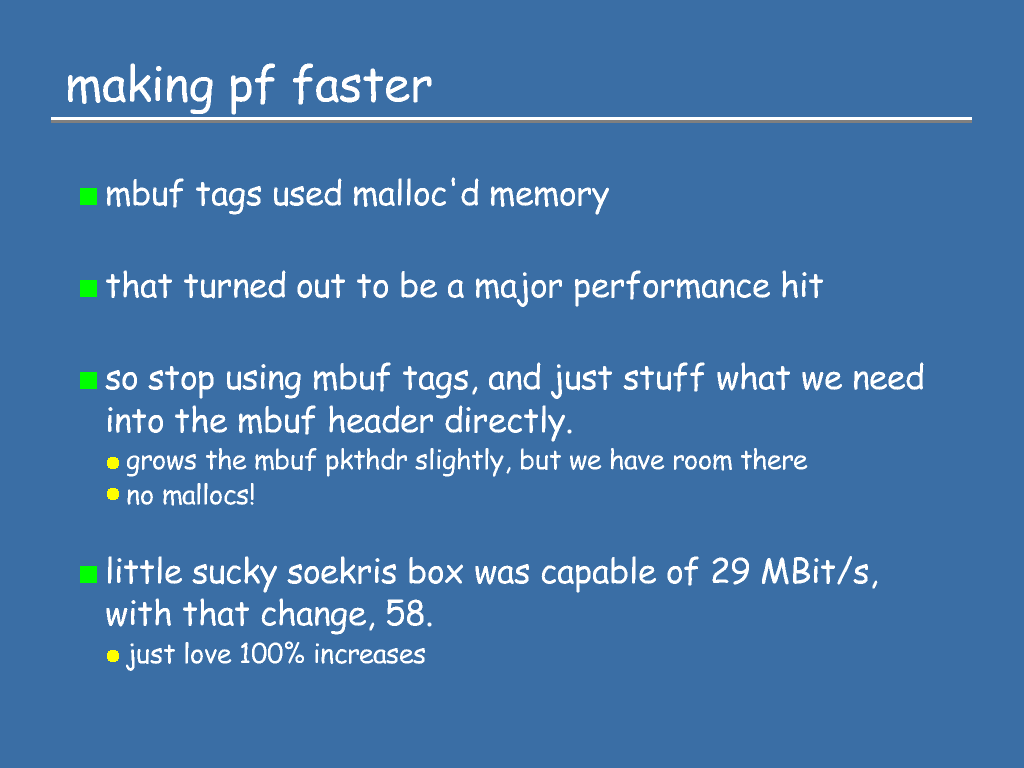 making pf faster
mbuf tags used malloc'd memory
that turned out to be a major performance hit
so stop using mbuf tags, and just stuff what we need
into the mbuf header directly.
grows the mbuf pkthdr slightly, but we have room there
no mallocs!
little sucky soekris box was capable of 29 MBit/s,
with that change, 58.
just love 100% increases